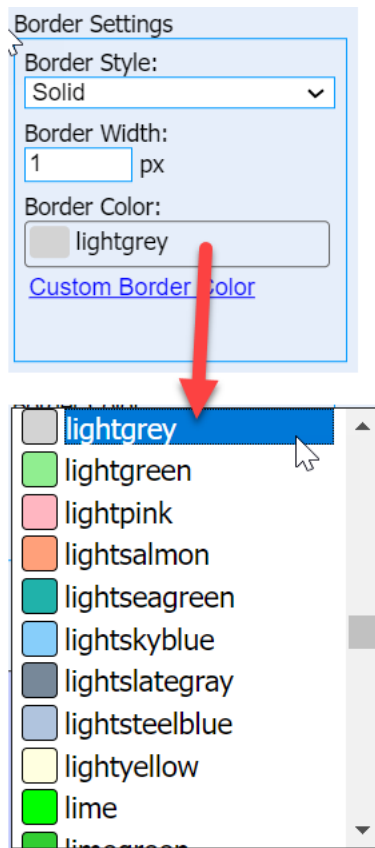 Border Settings
Border Style:
Solid
Border Width:
1 px
Border Color:
lightgrey
Custom Border Color
lightgrey
lightgreen
lightpink
lightsalmon
lightseagreen
lightskyblue
lightslategray
lightsteelblue
lightyellow
lime
limegreen